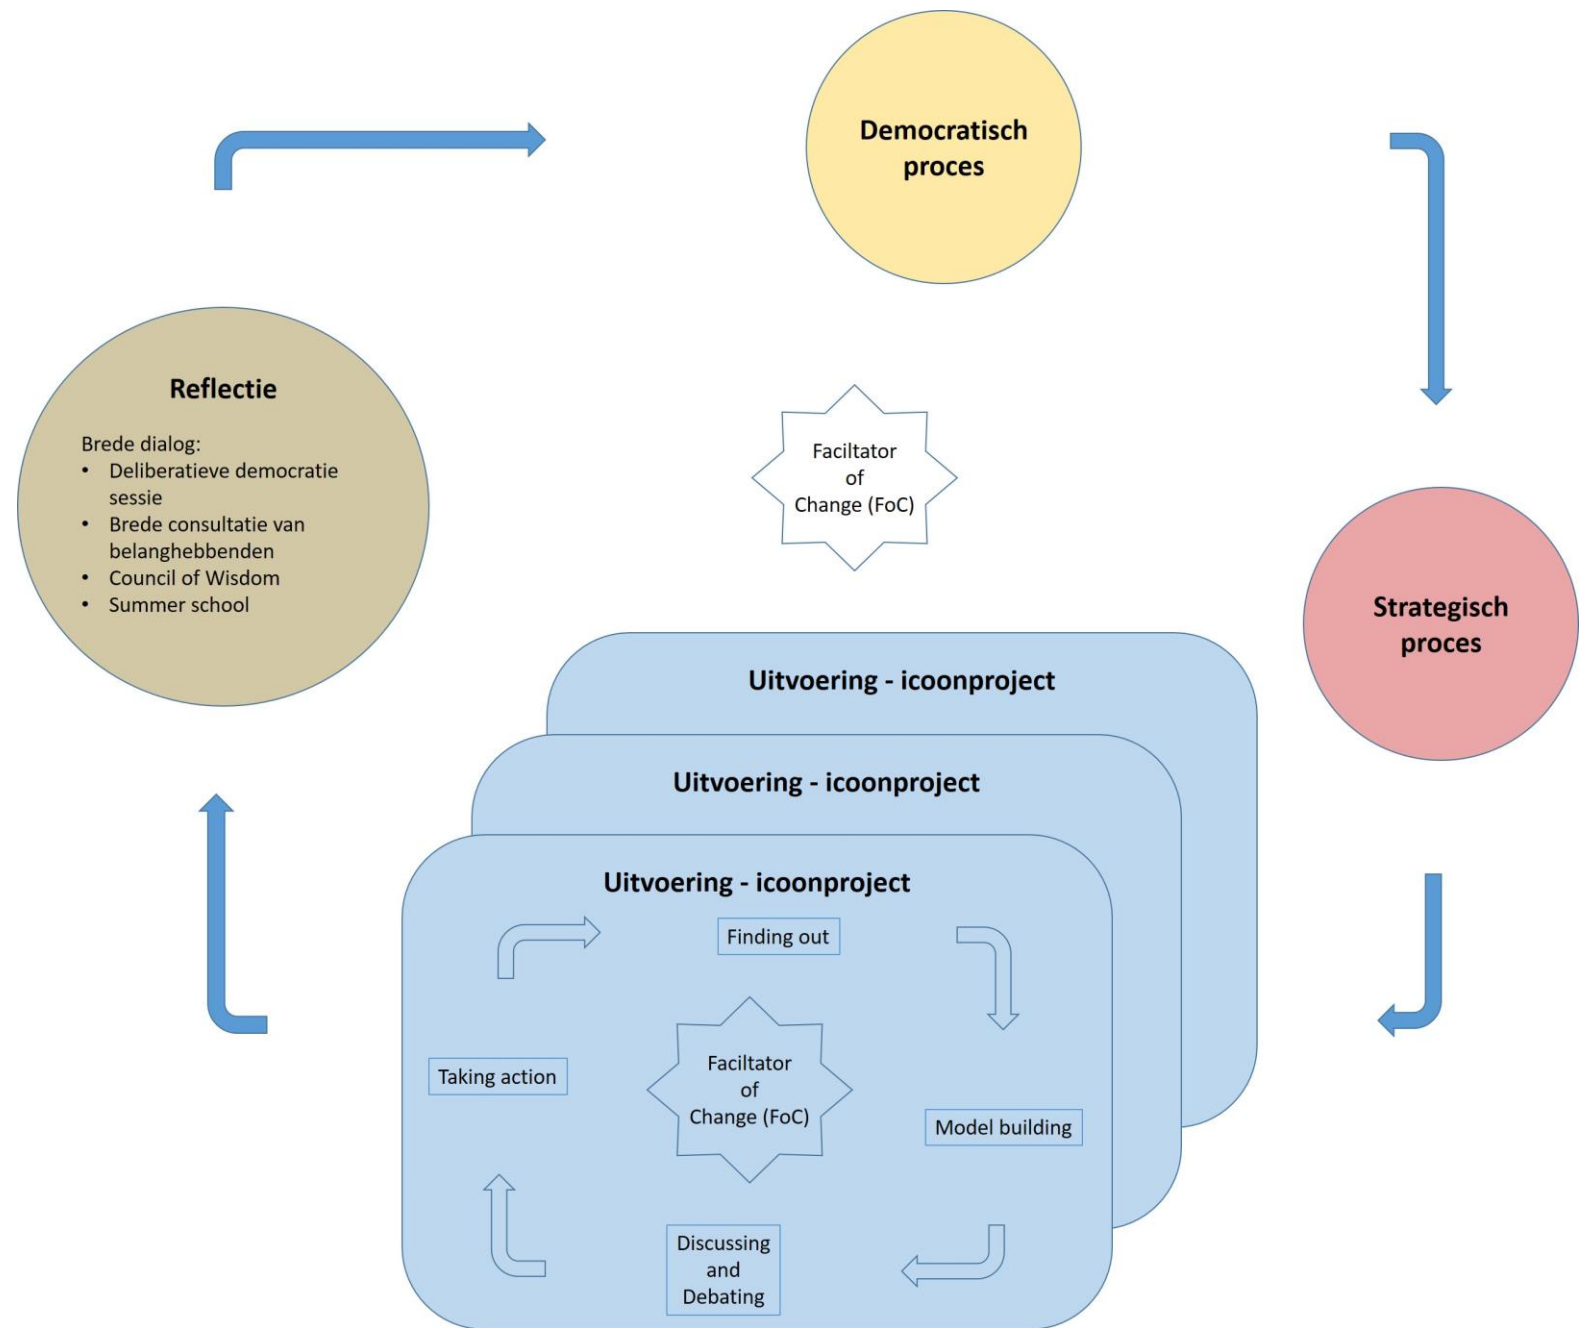 Democratisch
proces
Reflectie
Brede dialog:
• Deliberatieve democratie
sessie
• Brede consultatie van
belanghebbenden
• Council of Wisdom
• Summer school
Faciltator
of
Change (FoC)
Strategisch
proces
Uitvoering - icoonproject
Uitvoering - icoonproject
Uitvoering - icoonproject
Finding out
Taking action
Faciltator
of
Change (FoC)
Model building
Discussing
and
Debating